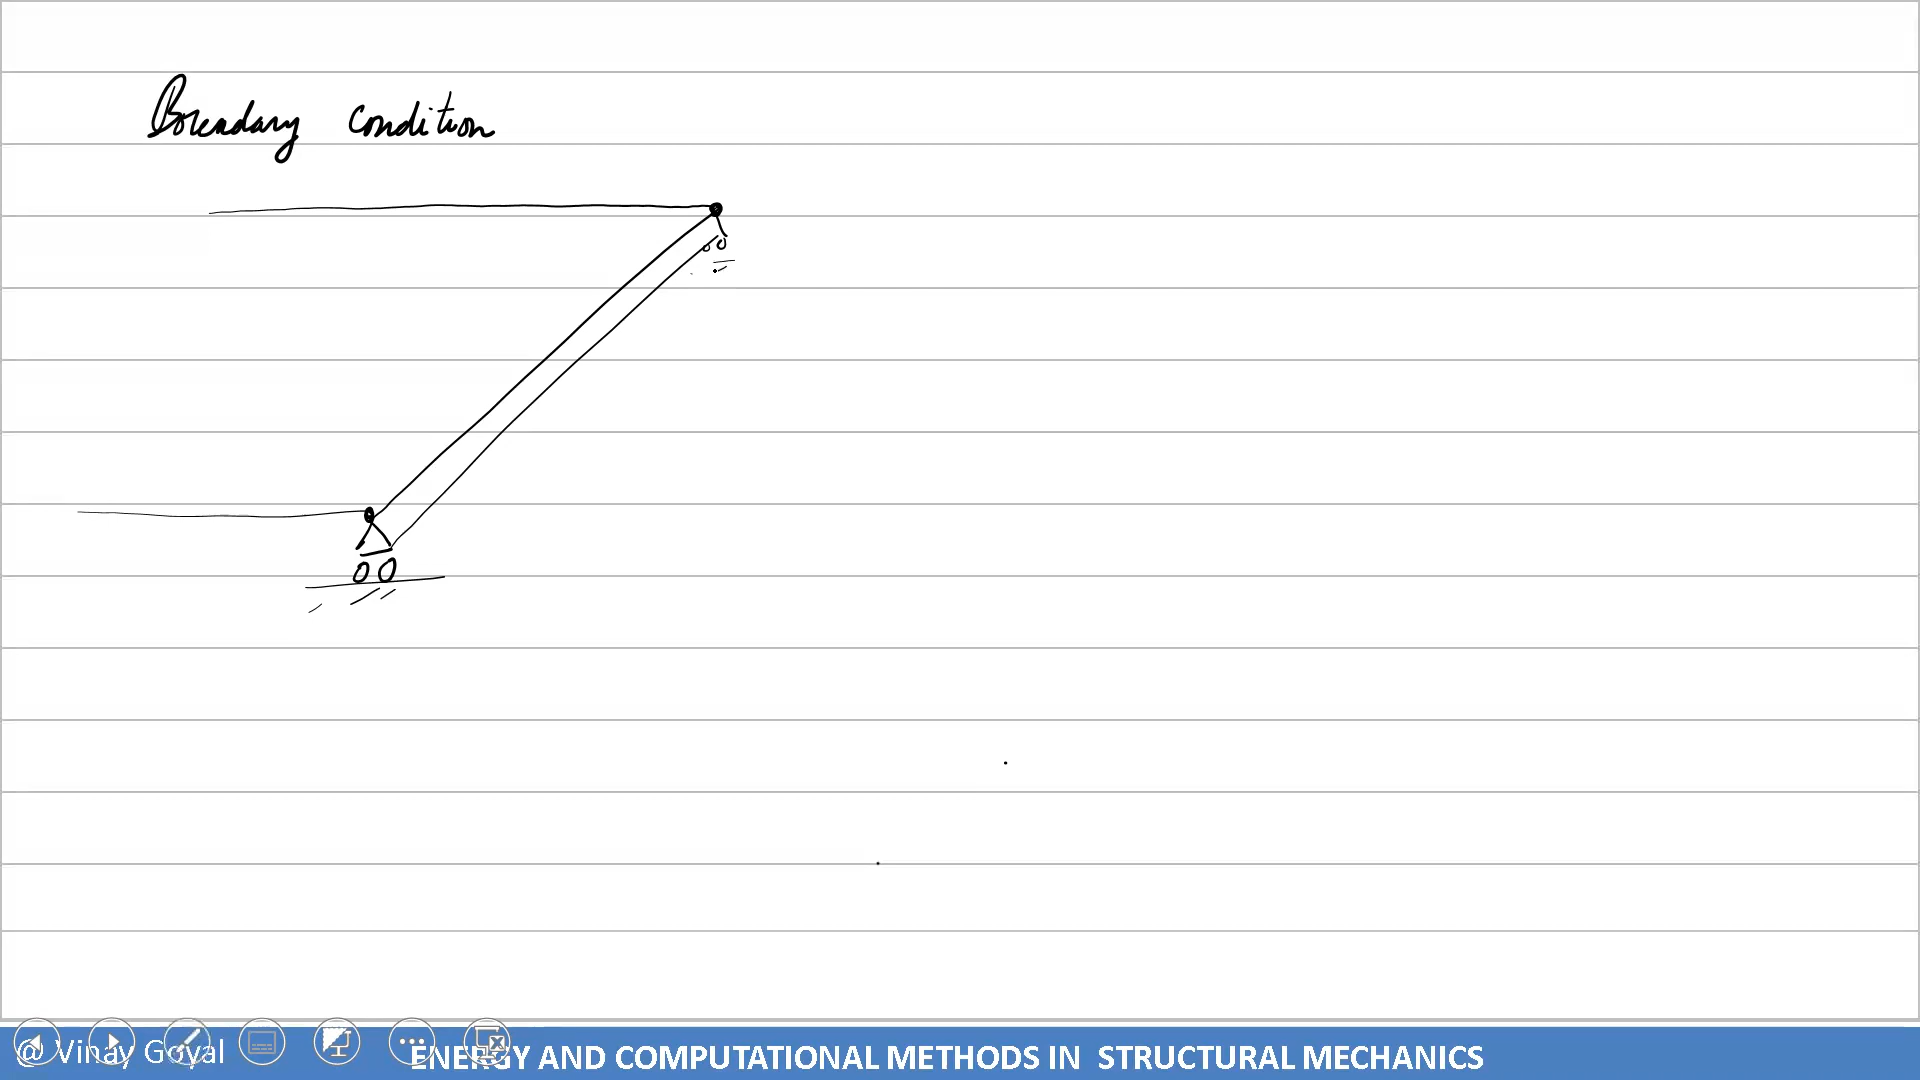 Boundary condition
@ Vinay Goyal
ENERGY AND COMPUTATIONAL METHODS IN STRUCTURAL MECHANICS